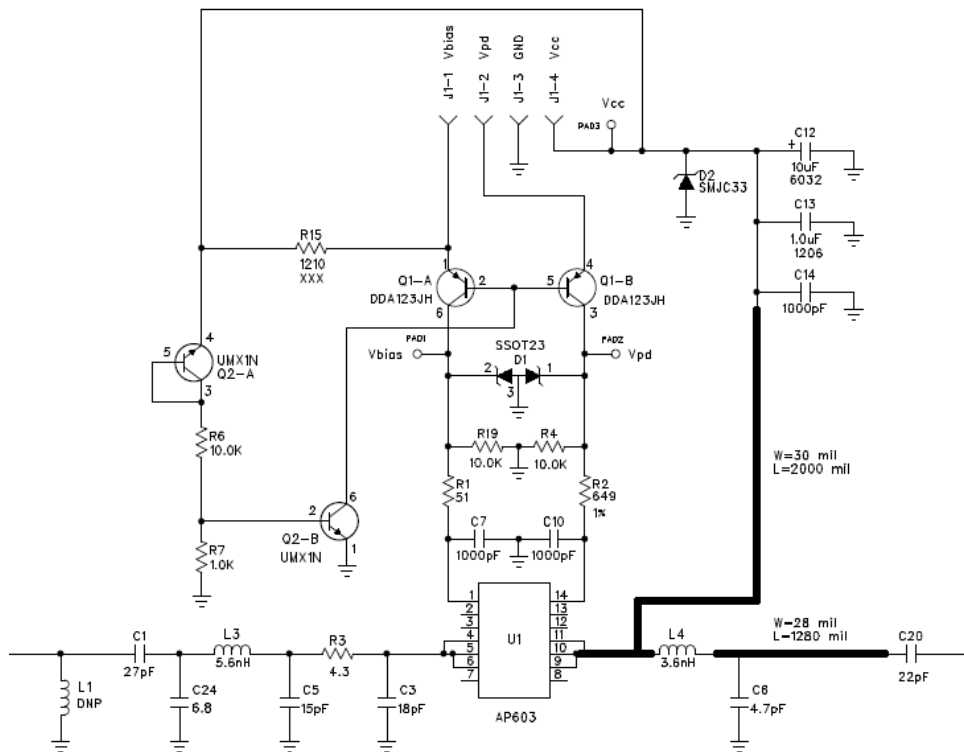 J1-1 Vbias
J1-2 Vpd
J1-3 GND
J1-4 Vcc
Vcc
PAD3
C12
+
10uF
6032
D2
SMJC33
C13
1.0uF
1206
C14
1000pF
R15
1210
XXX
1
Q1-A
2
DDA123JH
6
4
5
Q1-B
DDA123JH
3
PAD1
Vbias
PAD2
Vpd
SSOT23
D1
2
1
3
4
5
UMX1N
Q2-A
3
R6
10.0K
R19
10.0K
R4
10.0K
R1
51
R2
649
1%
W=30 mil
L=2000 mil
2
6
Q2-B
UMX1N
1
R7
1.0K
C7
1000pF
C10
1000pF
1
2
3
4
5
6
7
U1
14
13
12
11
10
9
8
AP603
W-28 mil
L-1280 mil
L1
DNP
C1
27pF
C24
6.8
L3
5.6nH
C5
15pF
R3
4.3
C3
18pF
L4
3.6nH
C6
4.7pF
C20
22pF